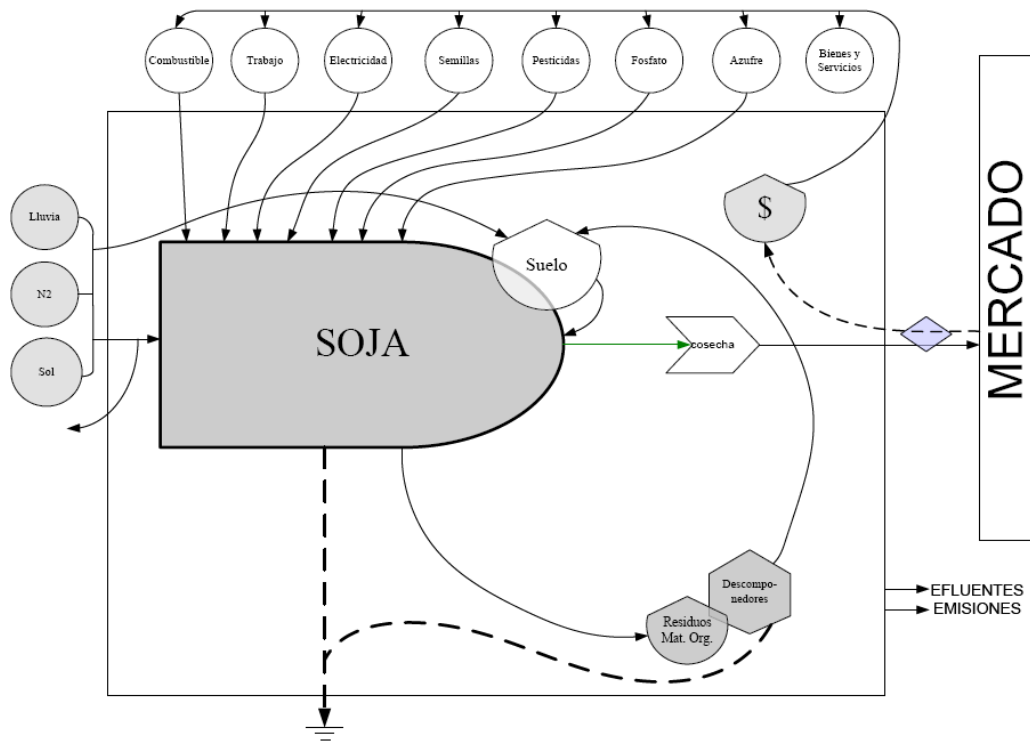 Combustible
Trabajo
Electricidad
Semillas
Pesticidas
Fosfato
Azufre
Bienes y
Servicios
Lluvia
N2
Sol
SOJA
Suelo
$
cosecha
MERCADO
Descompo-
nedores
Residuos
Mat. Org.
EFLUENTES
EMISIONES